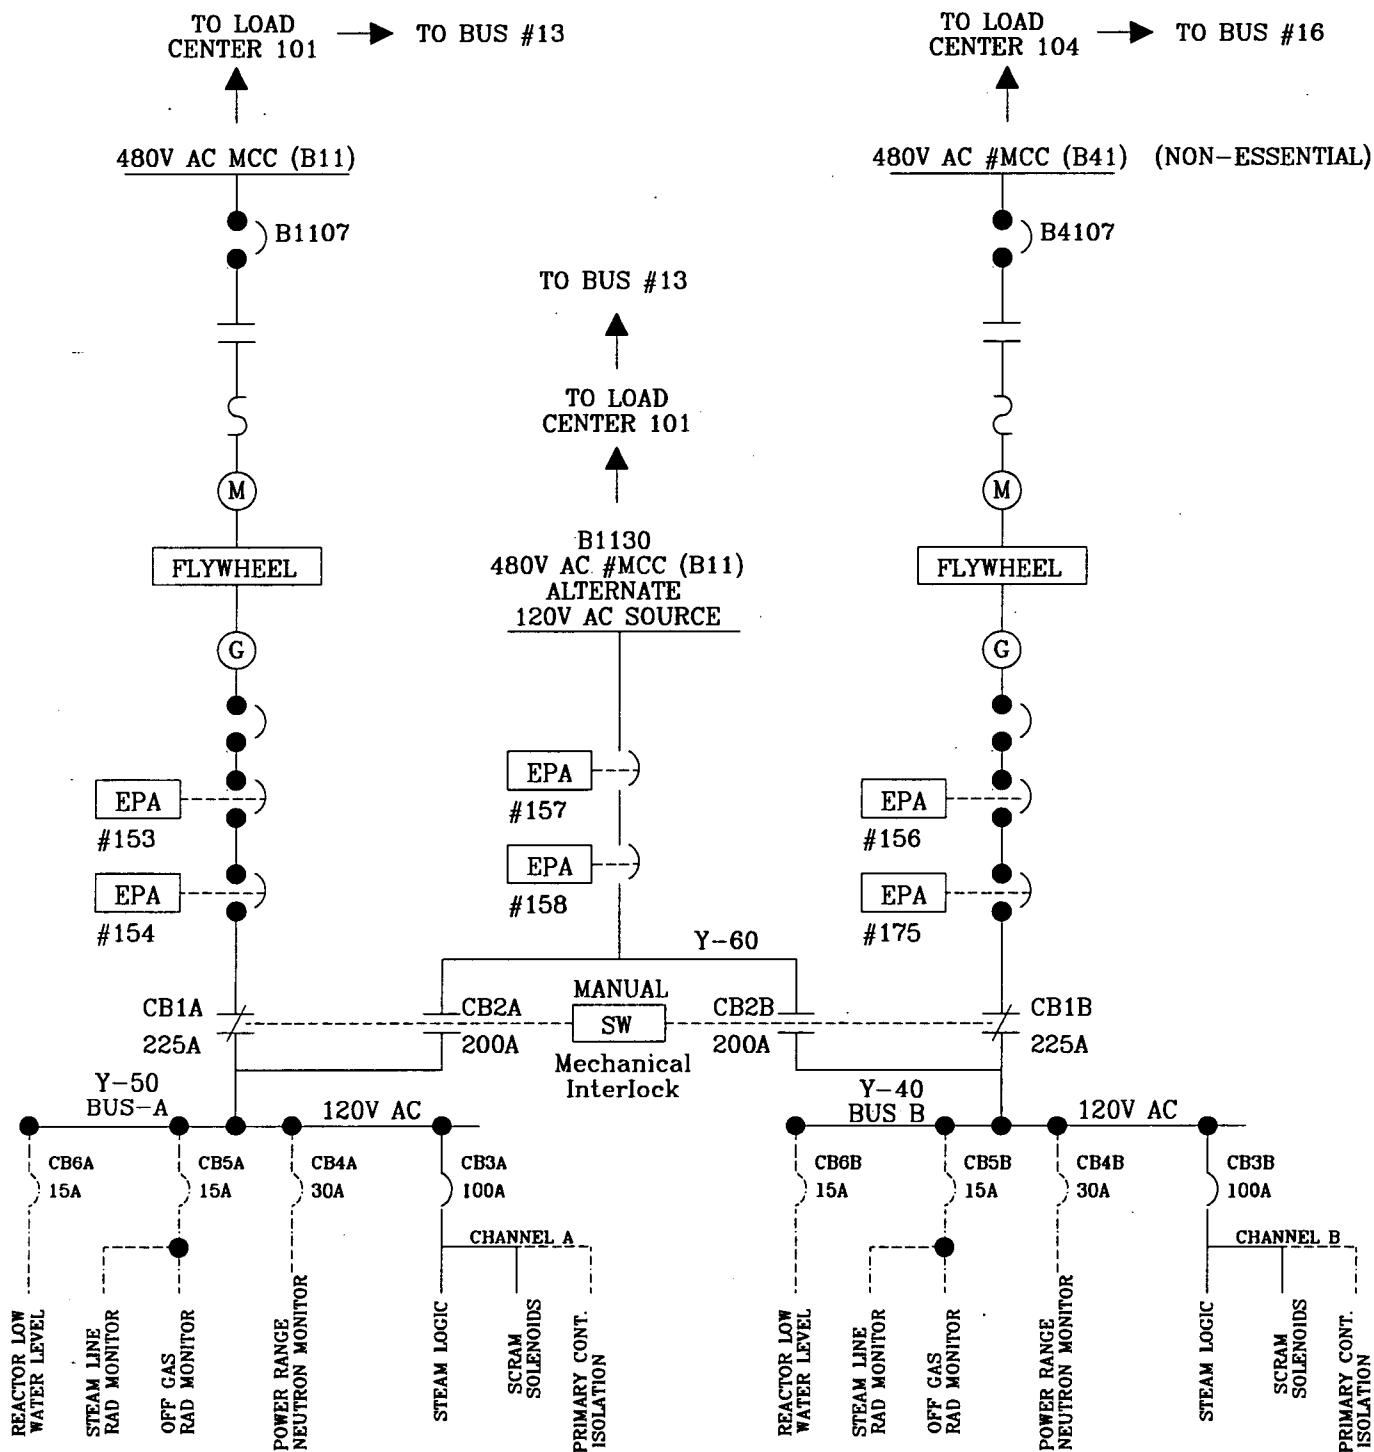 TO LOAD
CENTER 101
TO BUS #13
TO LOAD
CENTER 104
TO BUS #16
480V AC MCC (B11)
480V AC #MCC (B41)
(NON-ESSENTIAL)
B1107
B4107
TO BUS #13
TO LOAD
CENTER 101
M
M
B1130
480V AC #MCC (B11)
ALTERNATE
120V AC SOURCE
FLYWHEEL
FLYWHEEL
G
G
EPA
#153
EPA
#157
EPA
#156
EPA
#154
EPA
#158
EPA
#175
Y-60
CB1A
225A
CB2A
200A
MANUAL
SW
Mechanical
Interlock
CB2B
200A
CB1B
225A
Y-50
BUS-A
120V AC
Y-40
BUS B
120V AC
CB6A
15A
CB5A
15A
CB4A
30A
CB3A
100A
CB6B
15A
CB5B
15A
CB4B
30A
CB3B
100A
CHANNEL A
CHANNEL B
REACTOR LOW
WATER LEVEL
STEAM LINE
RAD MONITOR
OFF GAS
RAD MONITOR
POWER RANGE
NEUTRON MONITOR
STEAM LOGIC
SCRAM
SOLENOIDS
PRIMARY CONT.
ISOLATION
REACTOR LOW
WATER LEVEL
STEAM LINE
RAD MONITOR
OFF GAS
RAD MONITOR
POWER RANGE
NEUTRON MONITOR
STEAM LOGIC
SCRAM
SOLENOIDS
PRIMARY CONT.
ISOLATION